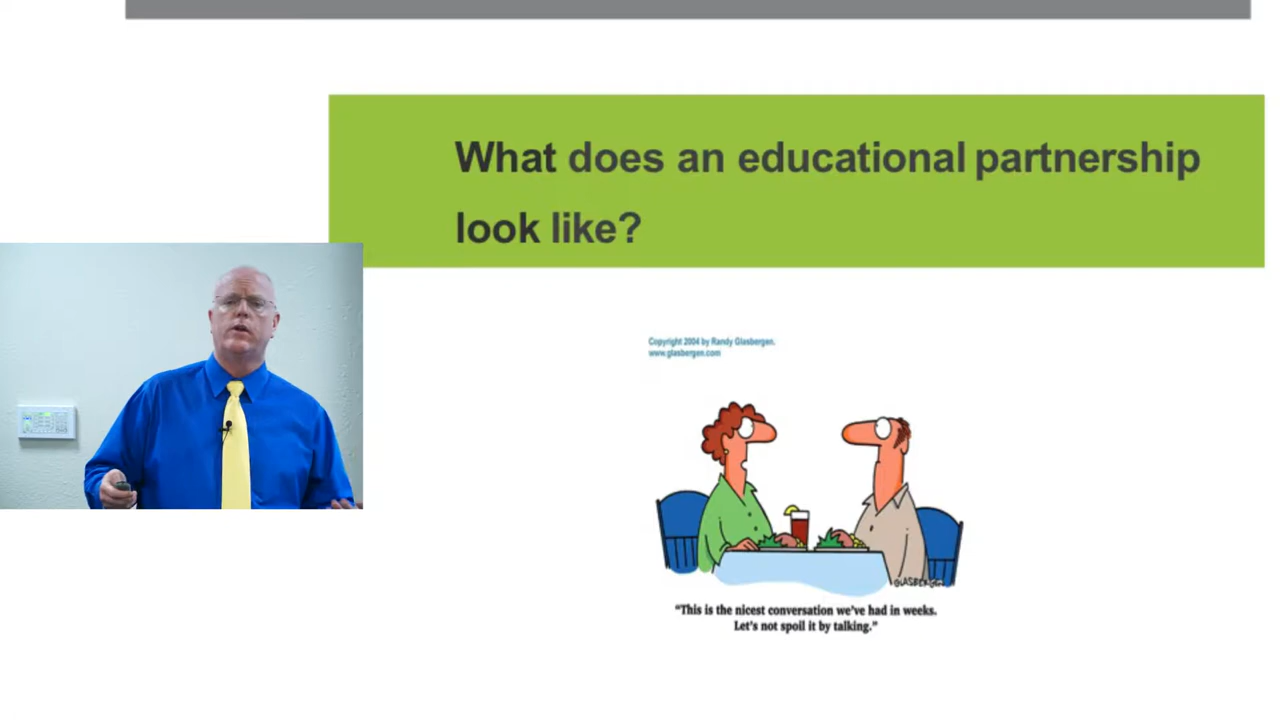 What does an educational partnership
look like?
Copyright 2004 by Randy Glasbergen.
www.glasbergen.com
GLASBERGEN
"This is the nicest conversation we've had in weeks.
Let's not spoil it by talking."